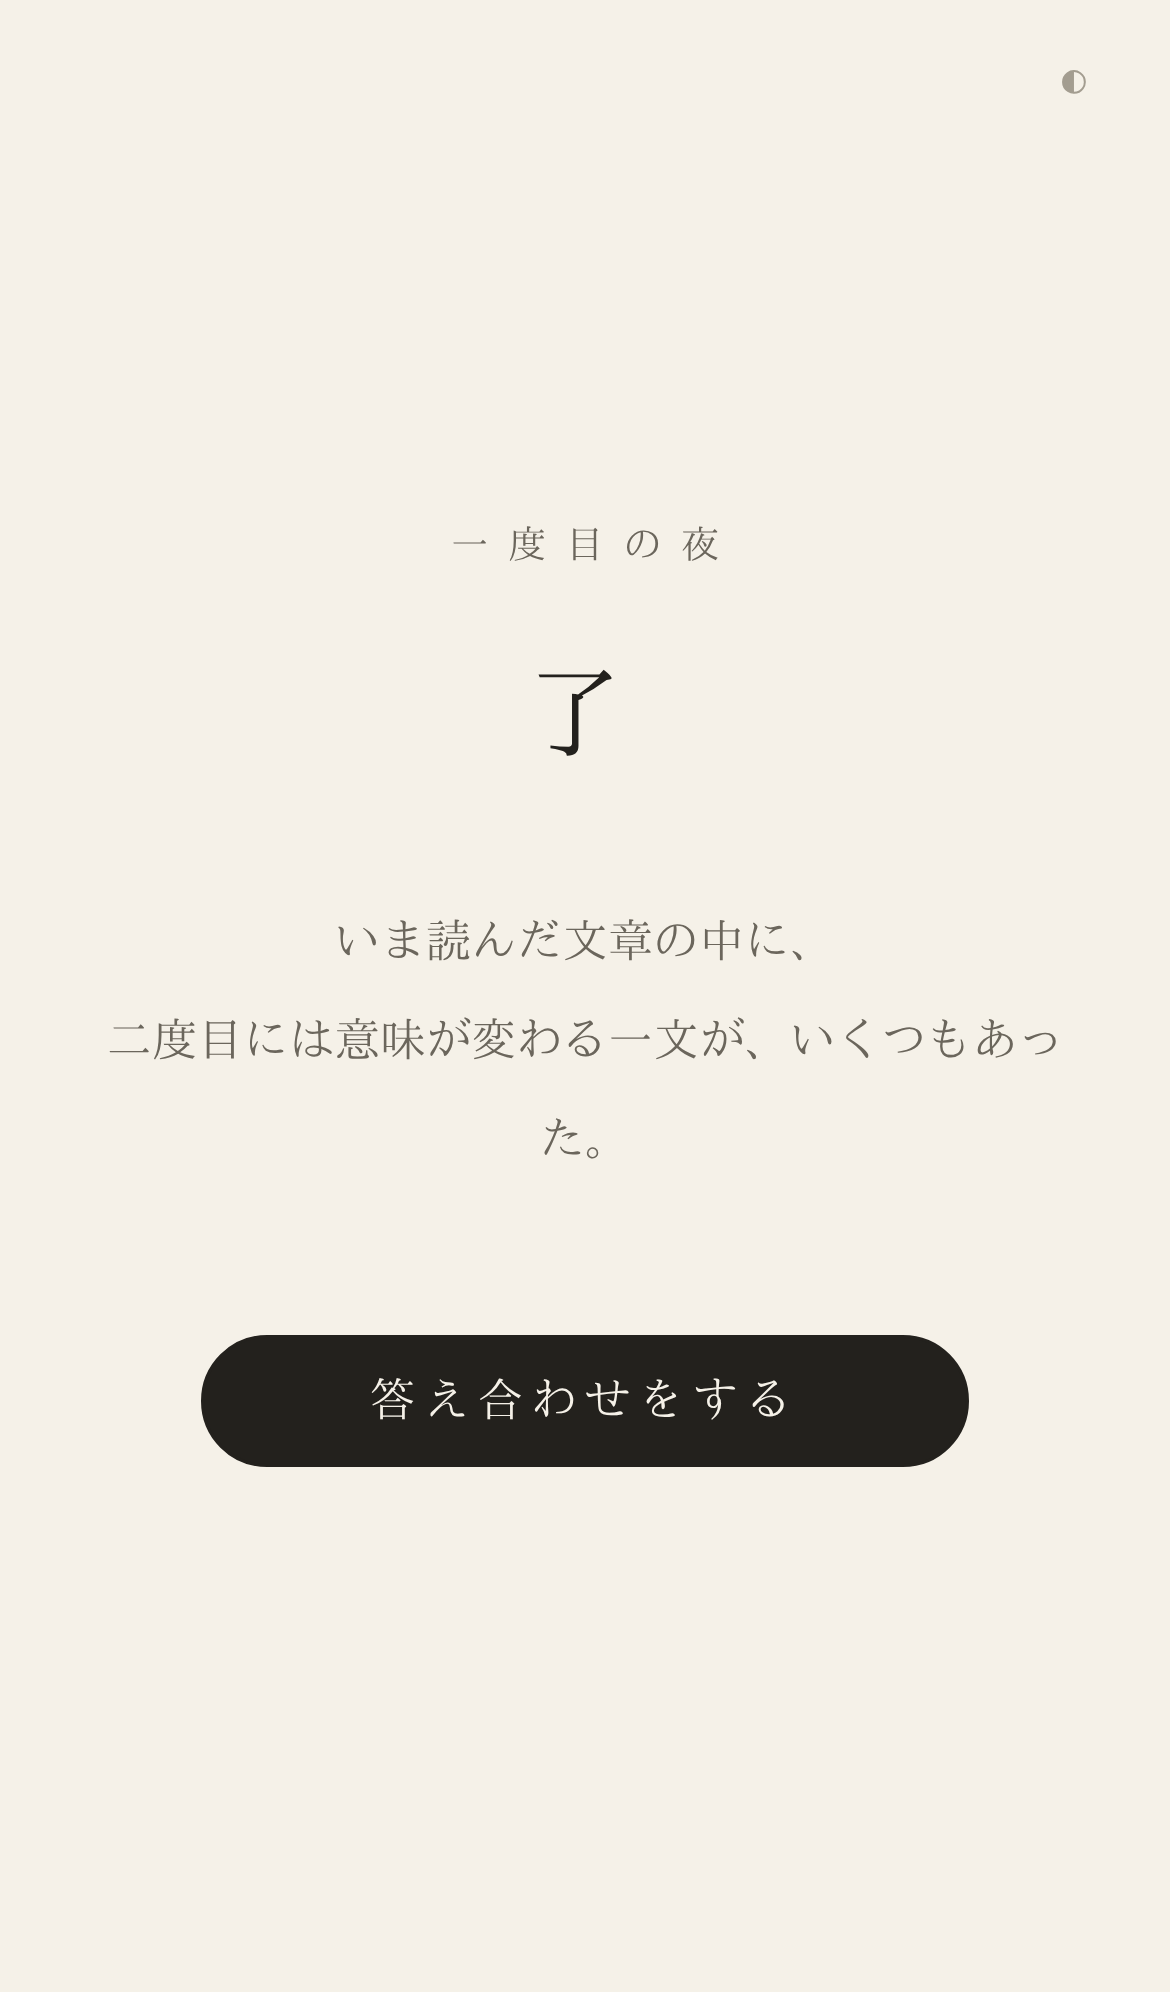 一度目の夜
了
いま読んだ文章の中に、
二度目には意味が変わる一文が、いくつもあっ
た。
答え合わせをする